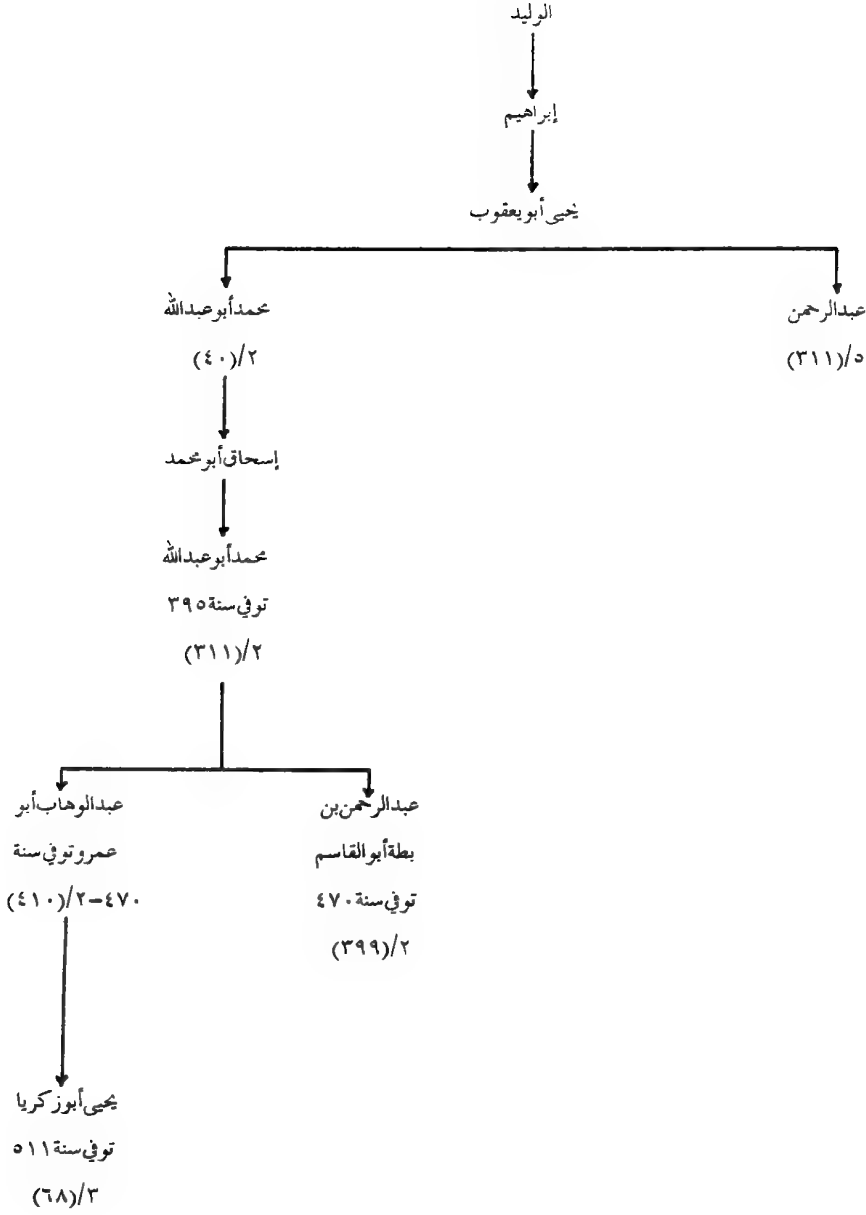 الوليد
إبراهيم
يحيى أبو يعقوب
عبدالرحمن
٥/(٣١١)
محمد أبو عبدالله
٢/(٤٠)
إسحاق أبو محمد
محمد أبو عبدالله
توفي سنة ٣٩٥
٢/(٣١١)
عبدالرحمن بن
بطة أبو القاسم
توفي سنة ٤٧٠
٢/(٣٩٩)
عبدالوهاب أبو
عمرو توفي سنة
٤٧٠-٢/(٤١٠)
يحيى أبو زكريا
توفي سنة ٥١١
٣/(٦٨)